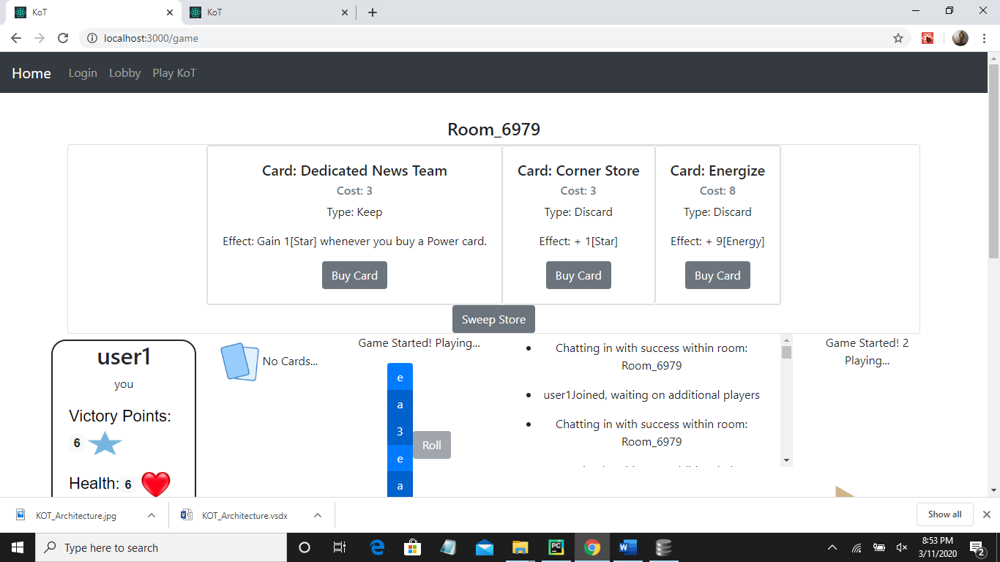 KoT
KoT
localhost:3000/game
Home Login Lobby Play KoT
Room_6979
Card: Dedicated News Team
Cost: 3
Type: Keep
Effect: Gain 1[Star] whenever you buy a Power card.
Buy Card
Card: Corner Store
Cost: 3
Type: Discard
Effect: + 1[Star]
Buy Card
Card: Energize
Cost: 8
Type: Discard
Effect: + 9[Energy]
Buy Card
Sweep Store
user1
you
Victory Points:
6
Health: 6
No Cards...
Game Started! Playing...
e
a
3
e
a
Roll
Chatting in with success within room:
Room_6979
user1Joined, waiting on additional players
Chatting in with success within room:
Room_6979
Game Started! 2
Playing...
KOT_Architecture.jpg
KOT_Architecture.vsdx
Show all
Type here to search
PC
8:53 PM
3/11/2020
2